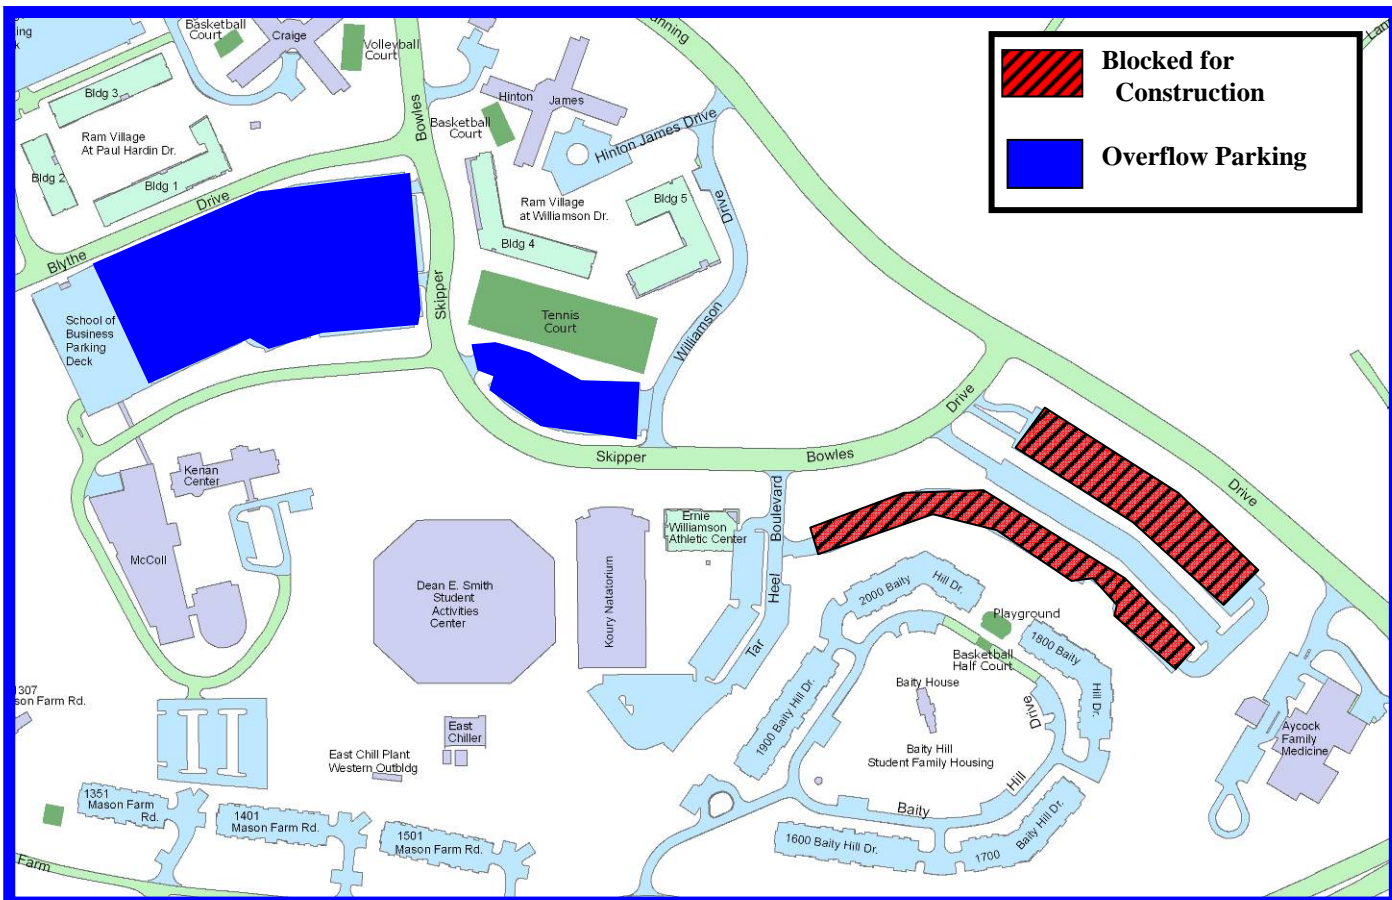 ing
k
Basketball
Court
Craige
Volleyball
Court
Bldg 3
Ram Village
At Paul Hardin Dr.
Bldg 2
Bldg 1
Blythe
Drive
Bowles
Skipper
Hinton
James
Basketball
Court
Hinton James Drive
Ram Village
at Williamson Dr.
Bldg 5
Bldg 4
Drive
Williamson
Tennis
Court
School of
Business
Parking
Deck
Blocked for
Construction
Overflow Parking
Skipper
Bowles
Drive
Drive
Kenan
Center
McColl
Dean E. Smith
Student
Activities
Center
Koury Natatorium
Ernie
Williamson
Athletic Center
Boulevard
Heel
Tar
2000 Baity
Hill Dr.
Playground
Basketball
Half Court
1800 Baity
Hill Dr.
Baity House
Drive
1900 Baity Hill Dr.
Baity Hill
Student Family Housing
Hill
Baity
1600 Baity Hill Dr.
1700
Baity Hill Dr.
Aycock
Family
Medicine
1307
son Farm Rd.
East
Chiller
East Chill Plant
Western Outbldg
1351
Mason Farm
Rd.
1401
Mason Farm Rd.
1501
Mason Farm Rd.
Farm